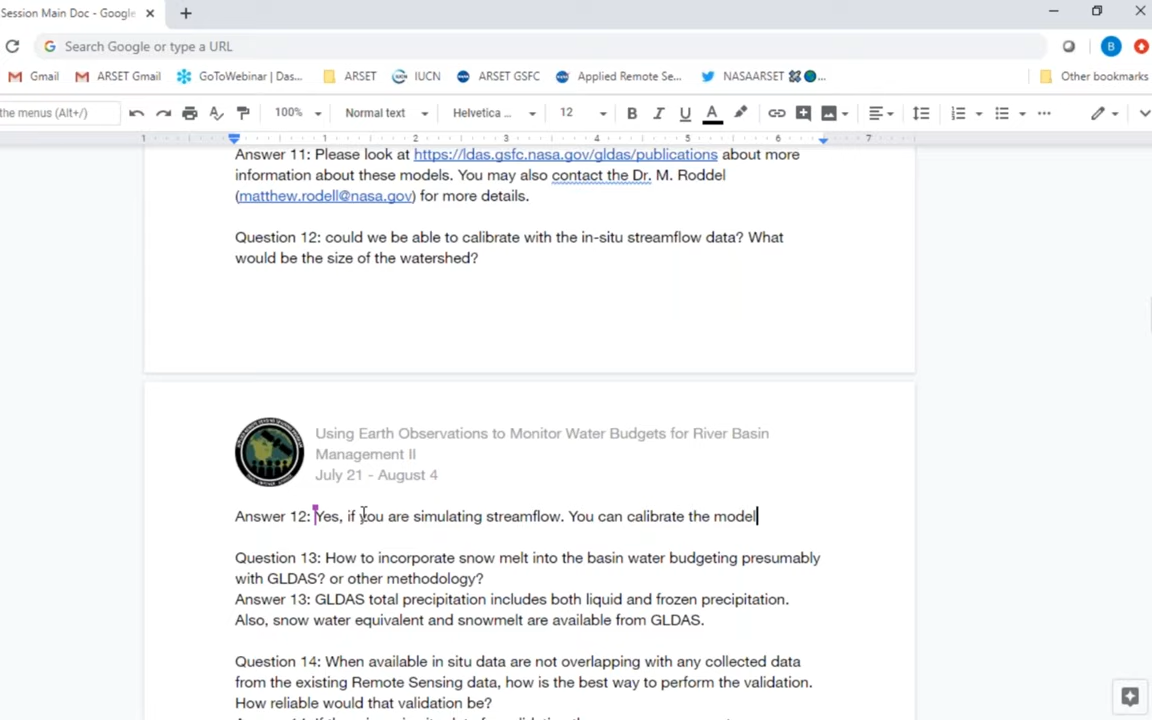 Session Main Doc - Google
Search Google or type a URL
Gmail ARSET Gmail GoToWebinar | Das... ARSET IUCN ARSET GSFC Applied Remote Se... NASAARSET Other bookmarks
B
the menus (Alt+/) 100% Normal text Helvetica ... 12 B I U A
1 1 2 3 4 5 6 7
Answer 11: Please look at https://ldas.gsfc.nasa.gov/gldas/publications about more
information about these models. You may also contact the Dr. M. Roddel
(matthew.rodell@nasa.gov) for more details.
Question 12: could we be able to calibrate with the in-situ streamflow data? What
would be the size of the watershed?
Using Earth Observations to Monitor Water Budgets for River Basin
Management II
July 21 - August 4
Answer 12: Yes, if you are simulating streamflow. You can calibrate the model
Question 13: How to incorporate snow melt into the basin water budgeting presumably
with GLDAS? or other methodology?
Answer 13: GLDAS total precipitation includes both liquid and frozen precipitation.
Also, snow water equivalent and snowmelt are available from GLDAS.
Question 14: When available in situ data are not overlapping with any collected data
from the existing Remote Sensing data, how is the best way to perform the validation.
How reliable would that validation be?